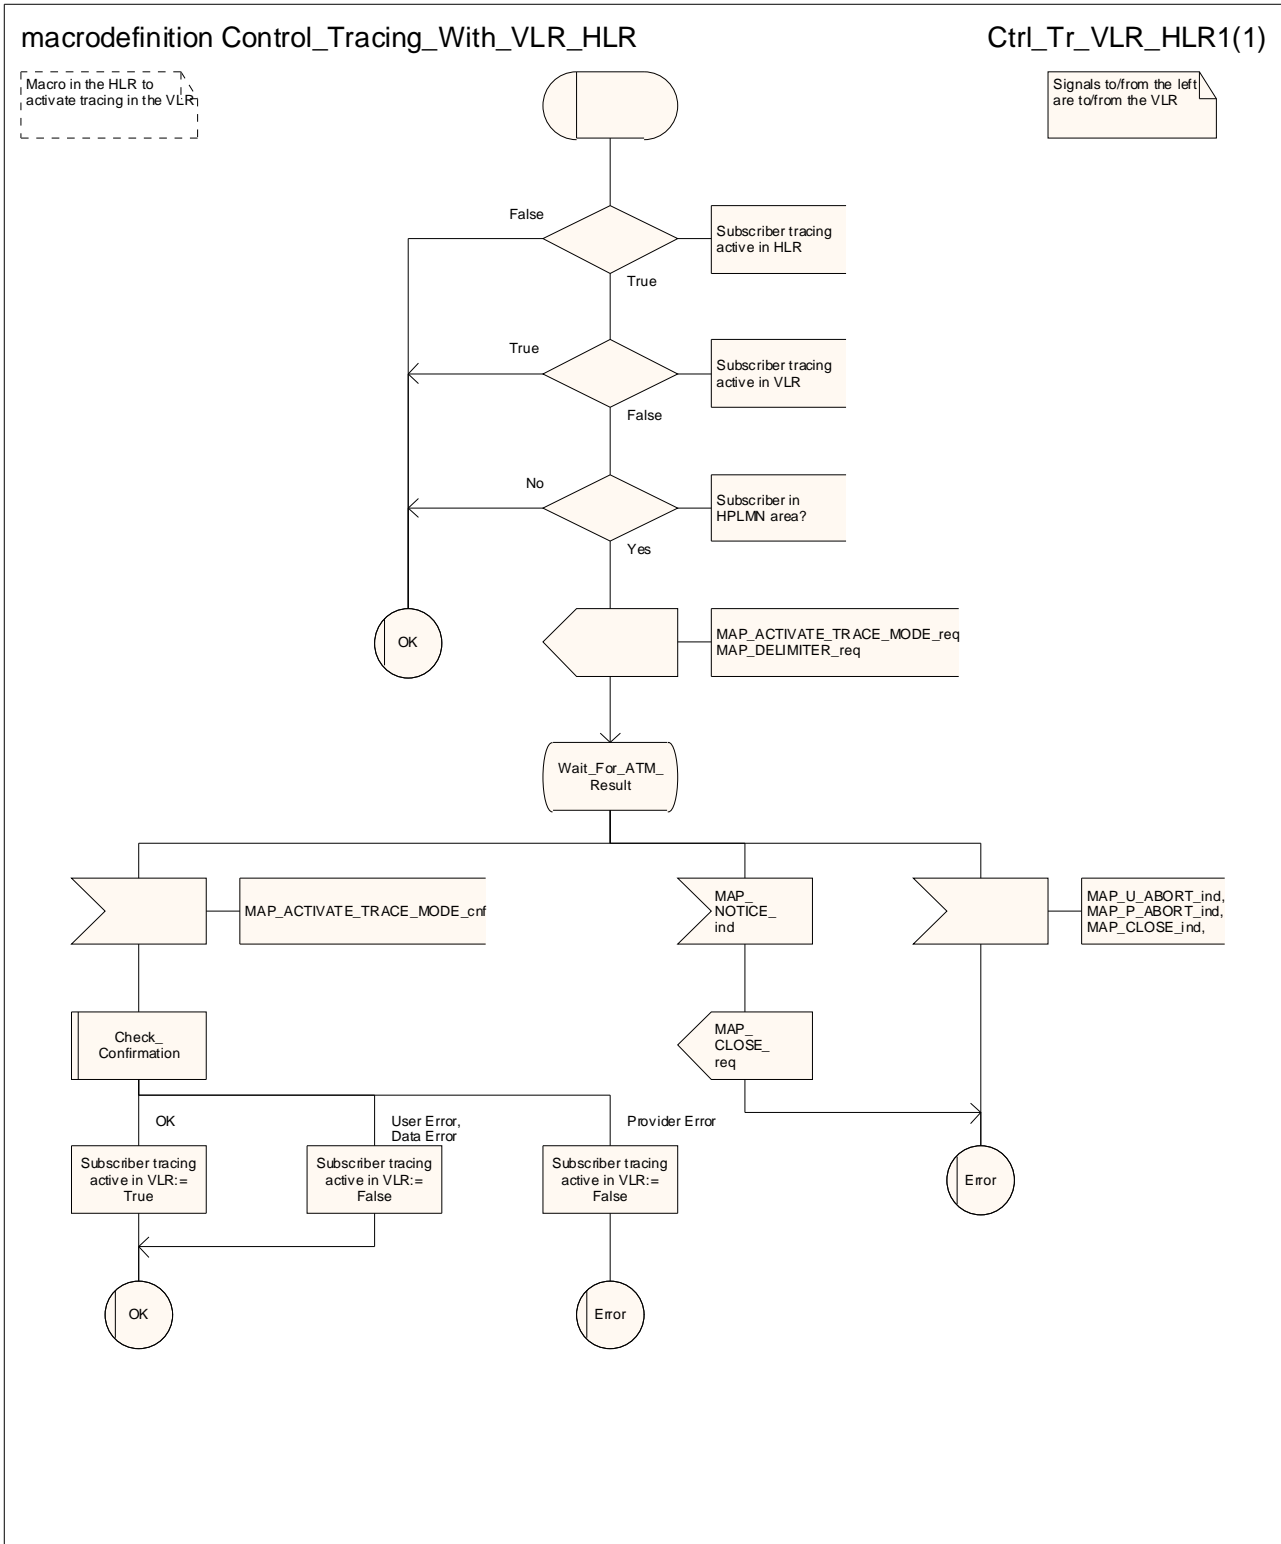 macrodefinition Control_Tracing_With_VLR_HLR
Ctrl_Tr_VLR_HLR1(1)
Macro in the HLR to
activate tracing in the VLR
Signals to/from the left
are to/from the VLR
False
Subscriber tracing
active in HLR
True
True
Subscriber tracing
active in VLR
False
No
Subscriber in
HPLMN area?
Yes
OK
MAP_ACTIVATE_TRACE_MODE_req
MAP_DELIMITER_req
Wait_For_ATM_
Result
MAP_ACTIVATE_TRACE_MODE_cnf
MAP_
NOTICE_
ind
MAP_U_ABORT_ind,
MAP_P_ABORT_ind,
MAP_CLOSE_ind,
Check_
Confirmation
MAP_
CLOSE_
req
OK
User Error,
Data Error
Provider Error
Subscriber tracing
active in VLR:=
True
Subscriber tracing
active in VLR:=
False
Subscriber tracing
active in VLR:=
False
Error
OK
Error